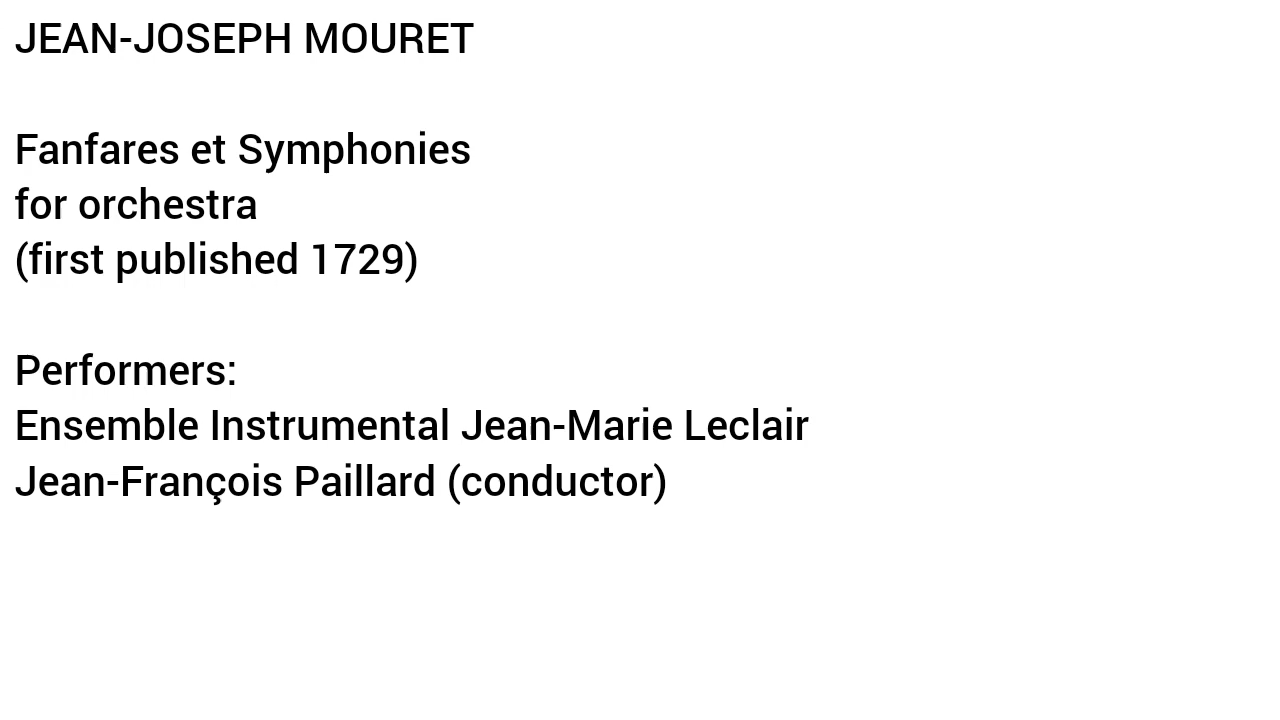 JEAN-JOSEPH MOURET
Fanfares et Symphonies
for orchestra
(first published 1729)
Performers:
Ensemble Instrumental Jean-Marie Leclair
Jean-François Paillard (conductor)